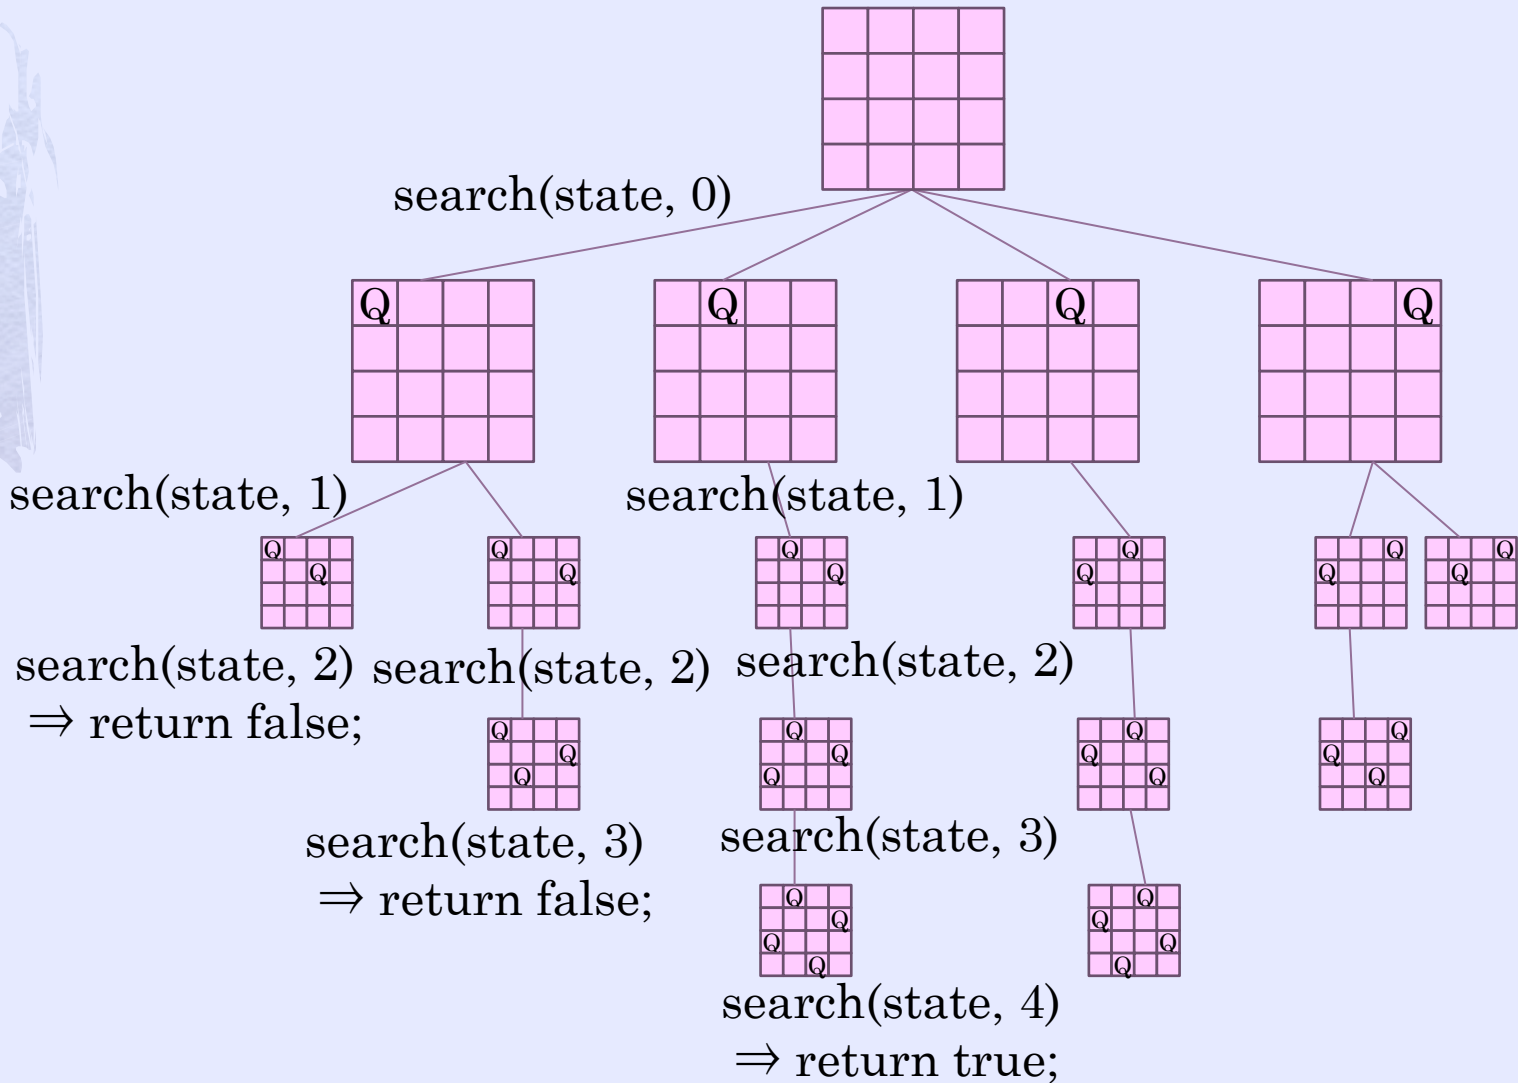 search(state, 0)
Q Q Q Q
search(state, 1) search(state, 1)
Q Q Q Q Q Q
Q Q Q Q Q Q
search(state, 2) search(state, 2) search(state, 2)
⇒ return false;
Q Q Q Q
Q Q Q Q
Q Q Q Q
search(state, 3) search(state, 3)
⇒ return false;
Q Q
Q Q
Q Q
Q Q
search(state, 4)
⇒ return true;